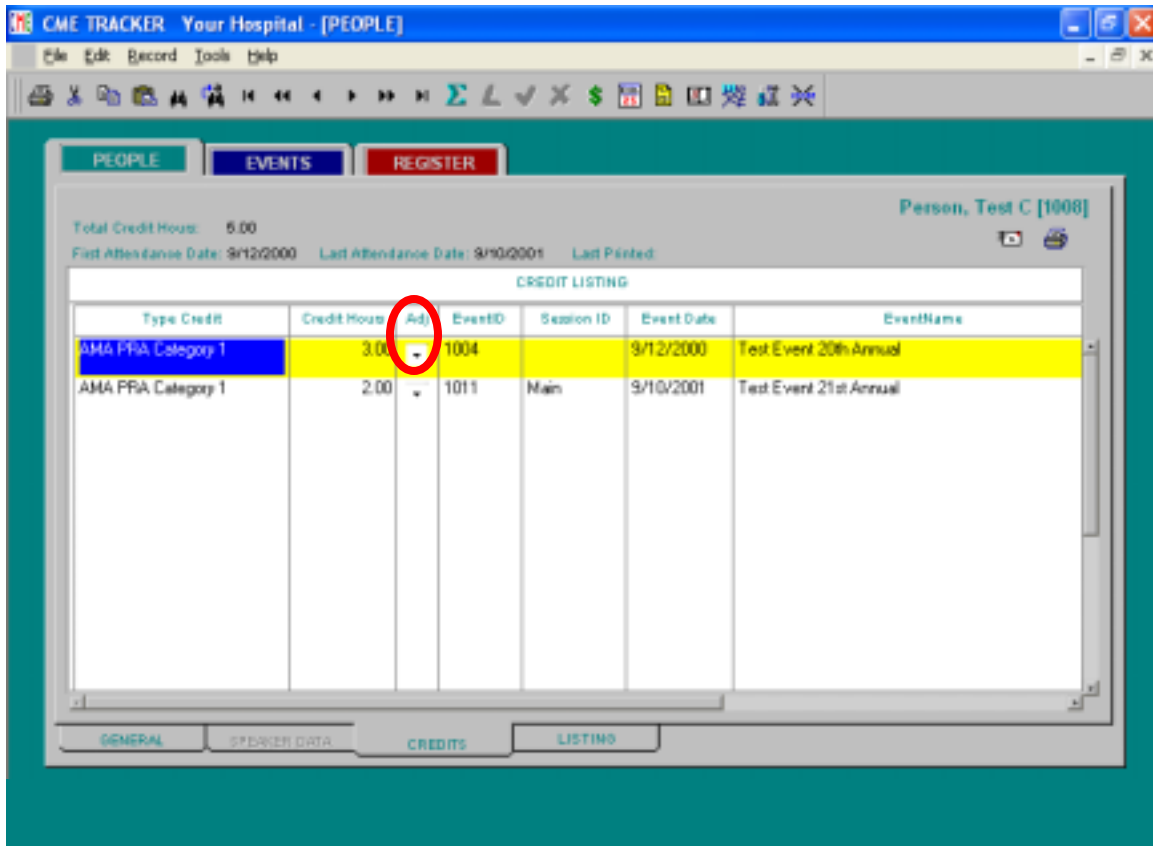 CME TRACKER Your Hospital - [PEOPLE]
File Edit Record Tools Help
PEOPLE EVENTS REGISTER
Person, Test C [1008]
Total Credit Hours: 5.00
First Attendance Date: 9/12/2000 Last Attendance Date: 9/10/2001 Last Printed:
CREDIT LISTING
Type Credit Credit Hours Adj EventID Session ID Event Date EventName
AMA PRA Category 1 3.00 1004 9/12/2000 Test Event 20th Annual
AMA PRA Category 1 2.00 1011 Main 9/10/2001 Test Event 21st Annual
GENERAL SPEAKER DATA CREDITS LISTING